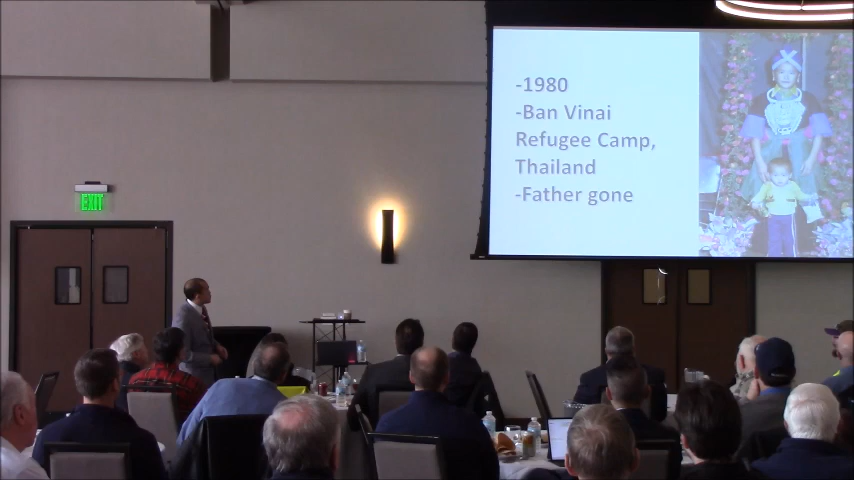 -1980
-Ban Vinai
Refugee Camp,
Thailand
-Father gone
EXIT